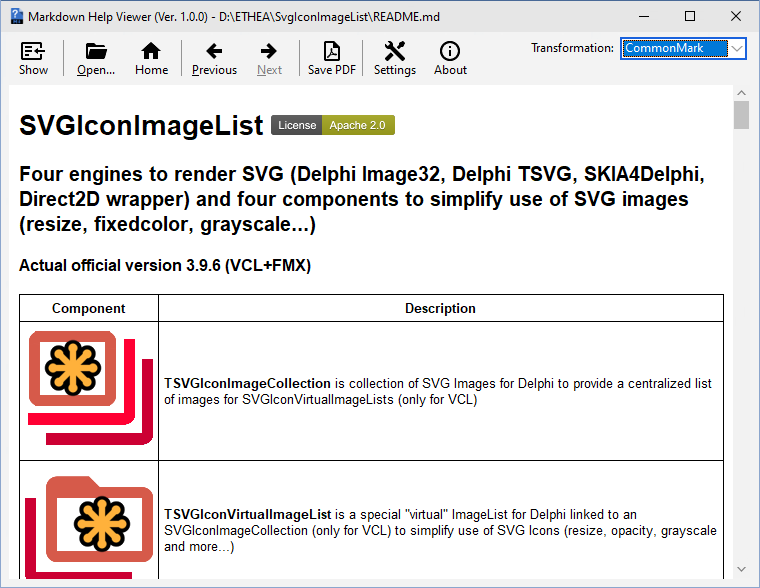 Markdown Help Viewer (Ver. 1.0.0) - D:\ETHEA\SvgIconImageList\README.md
Show Open... Home Previous Next Save PDF Settings About Transformation: CommonMark
SVGIconImageList License Apache 2.0
Four engines to render SVG (Delphi Image32, Delphi TSVG, SKIA4Delphi,
Direct2D wrapper) and four components to simplify use of SVG images
(resize, fixedcolor, grayscale...)
Actual official version 3.9.6 (VCL+FMX)
Component Description
TSVGIconImageCollection is collection of SVG Images for Delphi to provide a centralized list
of images for SVGIconVirtualImageLists (only for VCL)
TSVGIconVirtualImageList is a special "virtual" ImageList for Delphi linked to an
SVGIconImageCollection (only for VCL) to simplify use of SVG Icons (resize, opacity, grayscale
and more...)